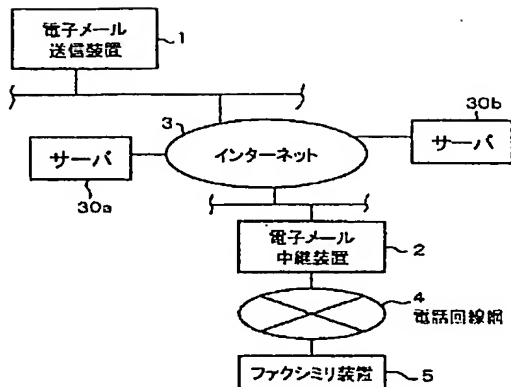 電子メール
送信装置
1
3
インターネット
30b
サーバ
サーバ
30a
電子メール
中継装置
2
4
電話回線網
ファクシミリ装置
5